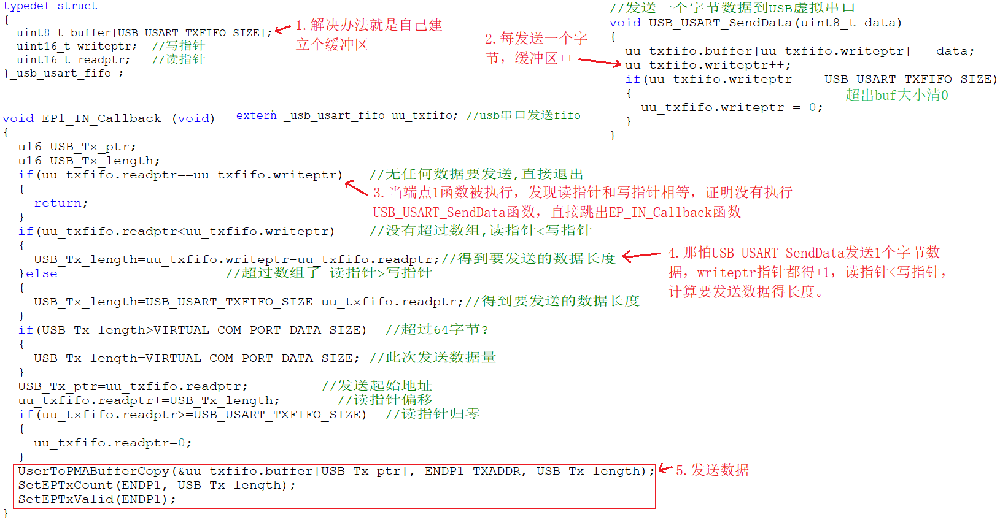 typedef struct
{
uint8_t buffer[USB_USART_TXFIFO_SIZE];
uint16_t writeptr; //写指针
uint16_t readptr; //读指针
}_usb_usart_fifo ;
1.解决办法就是自己建
立个缓冲区
2.每发送一个字
节，缓冲区++
//发送一个字节数据到USB虚拟串口
void USB_USART_SendData(uint8_t data)
{
uu_txfifo.buffer[uu_txfifo.writeptr] = data;
uu_txfifo.writeptr++;
if(uu_txfifo.writeptr == USB_USART_TXFIFO_SIZE)
{
超出buf大小清0
uu_txfifo.writeptr = 0;
}
}
extern _usb_usart_fifo uu_txfifo; //usb串口发送fifo
void EP1_IN_Callback (void)
{
u16 USB_Tx_ptr;
u16 USB_Tx_length;
if(uu_txfifo.readptr==uu_txfifo.writeptr) //无任何数据要发送,直接退出
{
return;
}
3.当端点1函数被执行，发现读指针和写指针相等，证明没有执行
USB_USART_SendData函数，直接跳出EP_IN_Callback函数
if(uu_txfifo.readptr<uu_txfifo.writeptr) //没有超过数组,读指针<写指针
{
USB_Tx_length=uu_txfifo.writeptr-uu_txfifo.readptr;//得到要发送的数据长度
}else //超过数组了 读指针>写指针
{
USB_Tx_length=USB_USART_TXFIFO_SIZE-uu_txfifo.readptr;//得到要发送的数据长度
}
4.那怕USB_USART_SendData发送1个字节数
据，writeptr指针都得+1，读指针<写指针，
计算要发送数据得长度。
if(USB_Tx_length>VIRTUAL_COM_PORT_DATA_SIZE) //超过64字节?
{
USB_Tx_length=VIRTUAL_COM_PORT_DATA_SIZE; //此次发送数据量
}
USB_Tx_ptr=uu_txfifo.readptr; //发送起始地址
uu_txfifo.readptr+=USB_Tx_length; //读指针偏移
if(uu_txfifo.readptr>=USB_USART_TXFIFO_SIZE) //读指针归零
{
uu_txfifo.readptr=0;
}
UserToPMABufferCopy(&uu_txfifo.buffer[USB_Tx_ptr], ENDP1_TXADDR, USB_Tx_length);
SetEPTxCount(ENDP1, USB_Tx_length);
SetEPTxValid(ENDP1);
}
5.发送数据